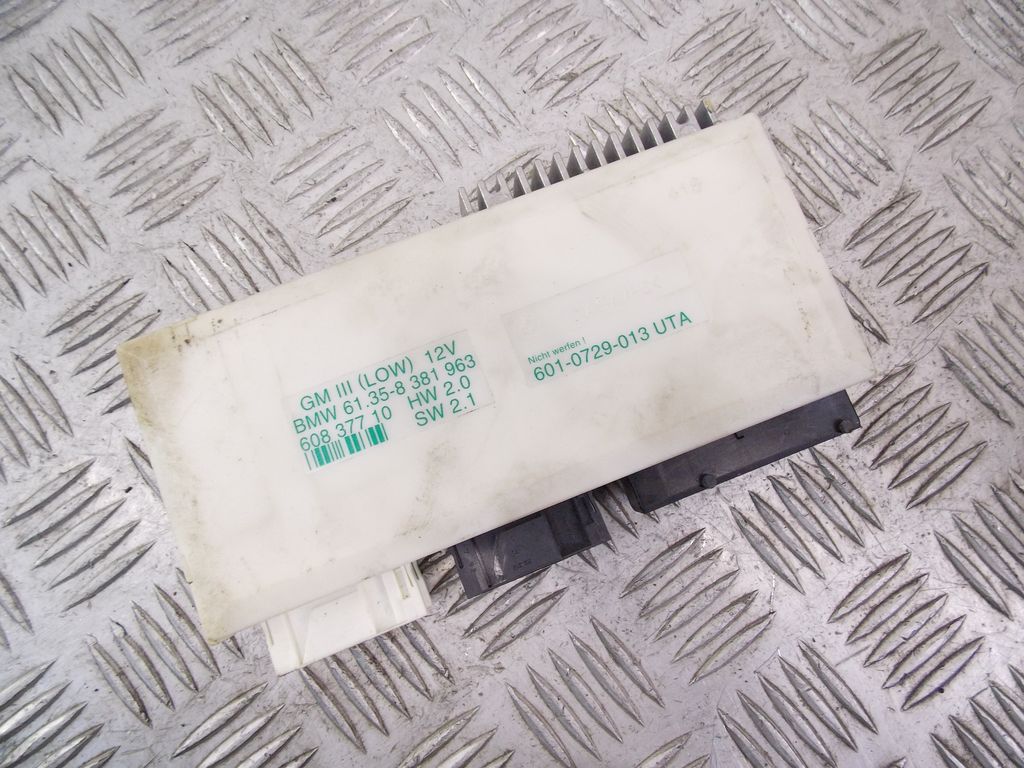 GM III (LOW) 12V
BMW 61.35-8 381 963
608 377 10 HW 2.0
SW 2.1
Nicht werfen !
601-0729-013 UTA